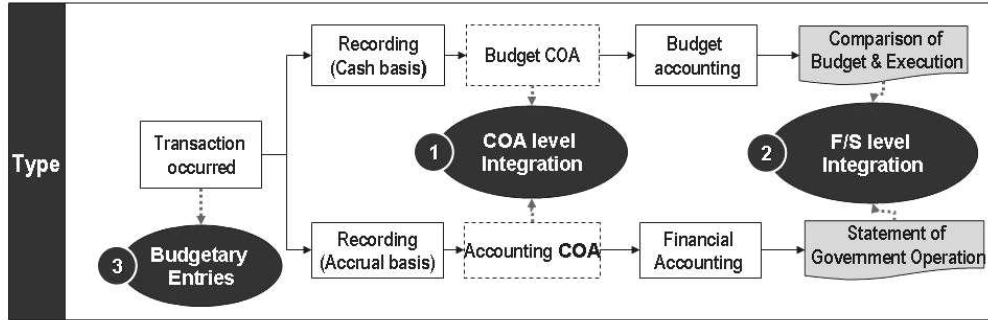 Type
Transaction
occurred
3
Budgetary
Entries
Recording
(Cash basis)
Budget COA
Budget
accounting
Comparison of
Budget & Execution
1
COA level
Integration
2
F/S level
Integration
Recording
(Accrual basis)
Accounting COA
Financial
Accounting
Statement of
Government Operation